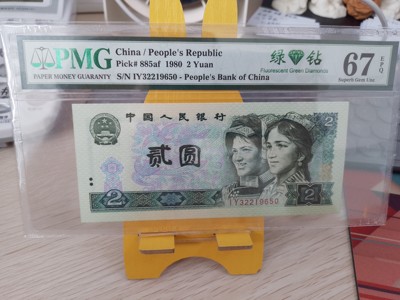 PMG
PAPER MONEY GUARANTY
China / People's Republic
Pick# 885af 1980 2 Yuan
S/N IY32219650 - People's Bank of China
绿 钻
Fluorescent Green Diamonds
67 EPQ
Superb Gem Unc
中国人民银行
贰圆
2
2
2
IY32219650